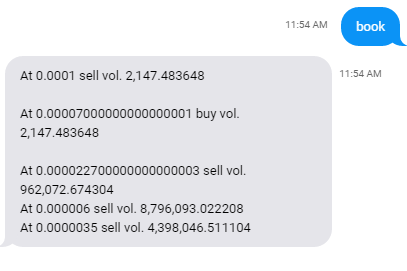 11:54 AM
book
At 0.0001 sell vol. 2,147.483648
11:54 AM
At 0.00007000000000000001 buy vol.
2,147.483648
At 0.000022700000000000003 sell vol.
962,072.674304
At 0.000006 sell vol. 8,796,093.022208
At 0.0000035 sell vol. 4,398,046.511104